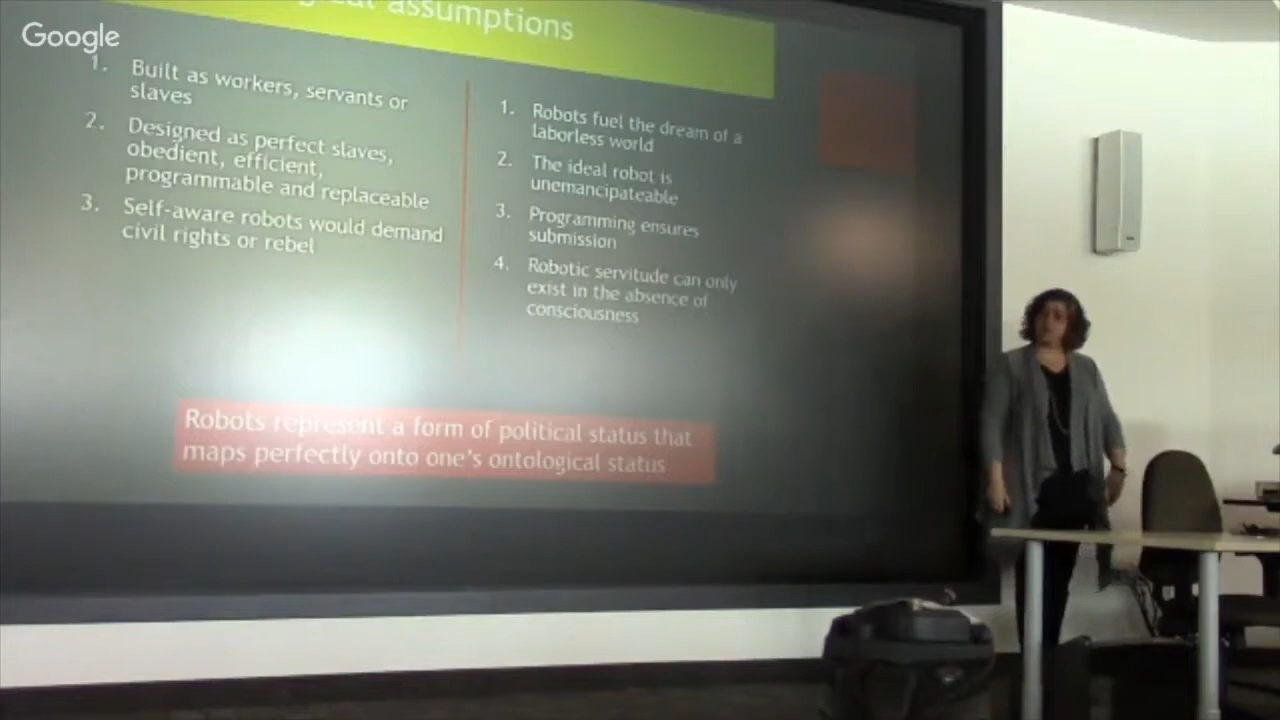 Google
assumptions
1. Built as workers, servants or
slaves
2. Designed as perfect slaves,
obedient, efficient,
programmable and replaceable
3. Self-aware robots would demand
civil rights or rebel
1. Robots fuel the dream of a
laborless world
2. The ideal robot is
unemancipateable
3. Programming ensures
submission
4. Robotic servitude can only
exist in the absence of
consciousness
Robots represent a form of political status that
maps perfectly onto one's ontological status